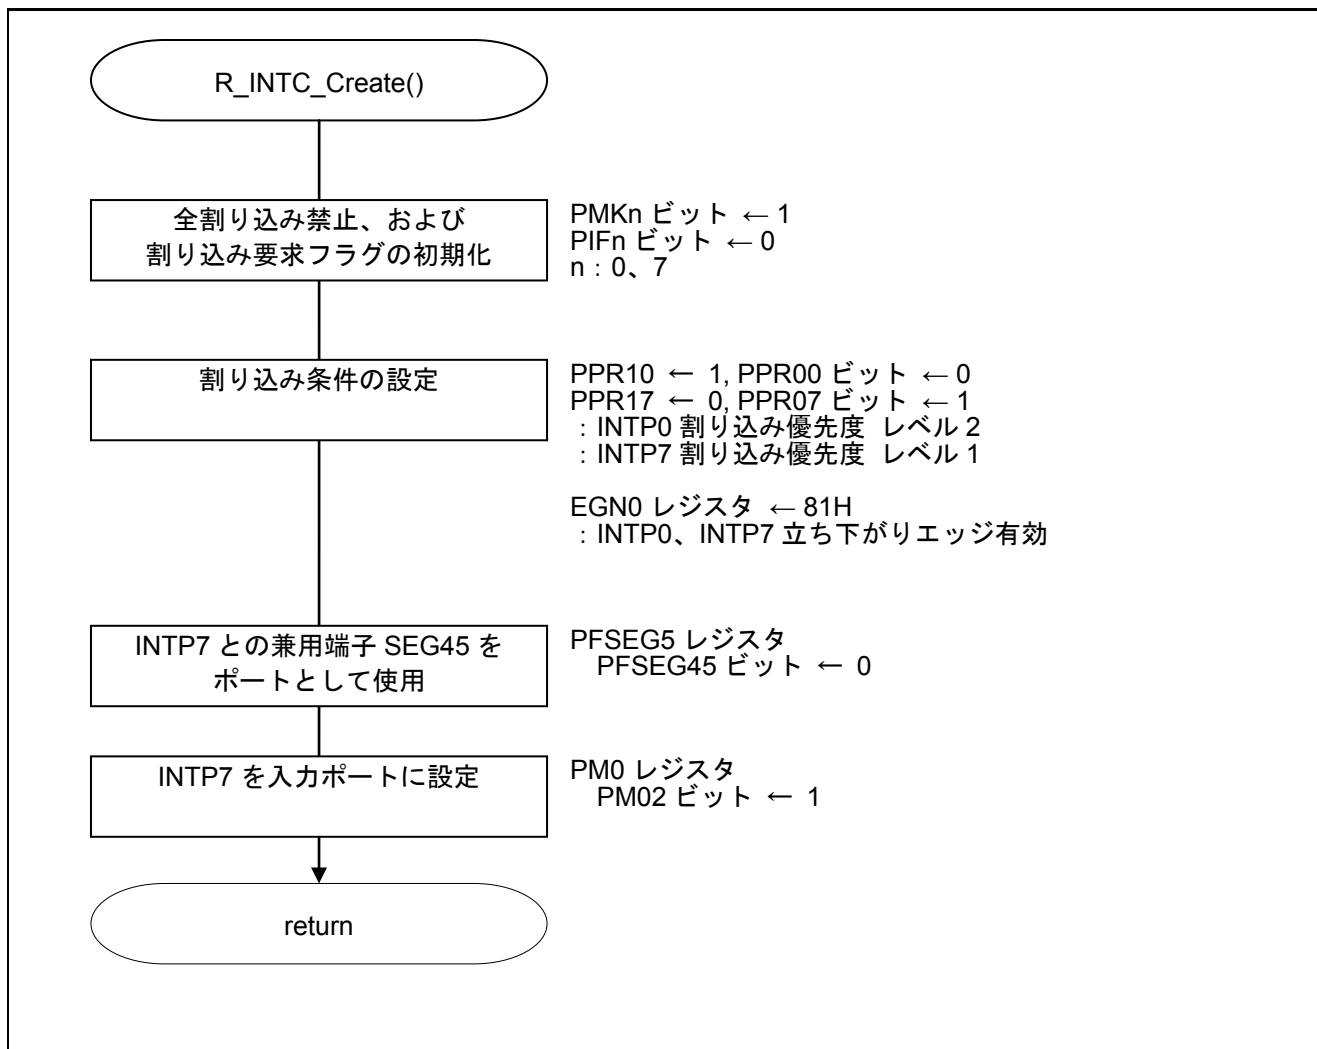 R_INTC_Create()
全割り込み禁止、および
割り込み要求フラグの初期化
PMKn ビット ← 1
PIFn ビット ← 0
n：0、7
割り込み条件の設定
PPR10 ← 1, PPR00 ビット ← 0
PPR17 ← 0, PPR07 ビット ← 1
：INTP0 割り込み優先度 レベル 2
：INTP7 割り込み優先度 レベル 1
EGN0 レジスタ ← 81H
：INTP0、INTP7 立ち下がりエッジ有効
INTP7 との兼用端子 SEG45 を
ポートとして使用
PFSEG5 レジスタ
PFSEG45 ビット ← 0
INTP7 を入力ポートに設定
PM0 レジスタ
PM02 ビット ← 1
return